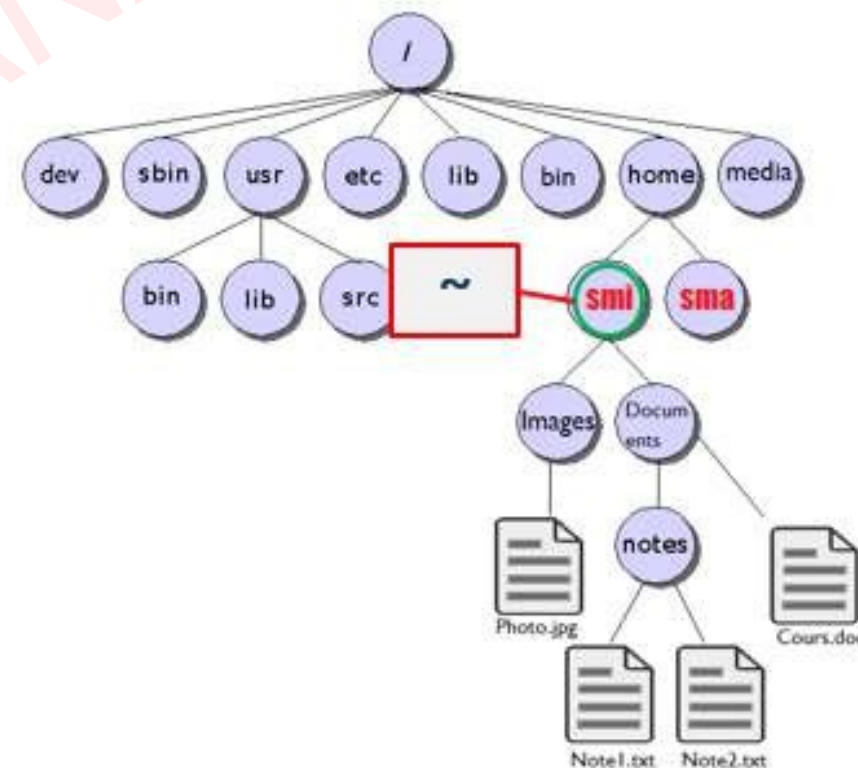 /
dev sbin usr etc lib bin home media
bin lib src ~ smi sma
Images Docum
ents
notes
Photo.jpg
Cours.doc
Note1.txt Note2.txt